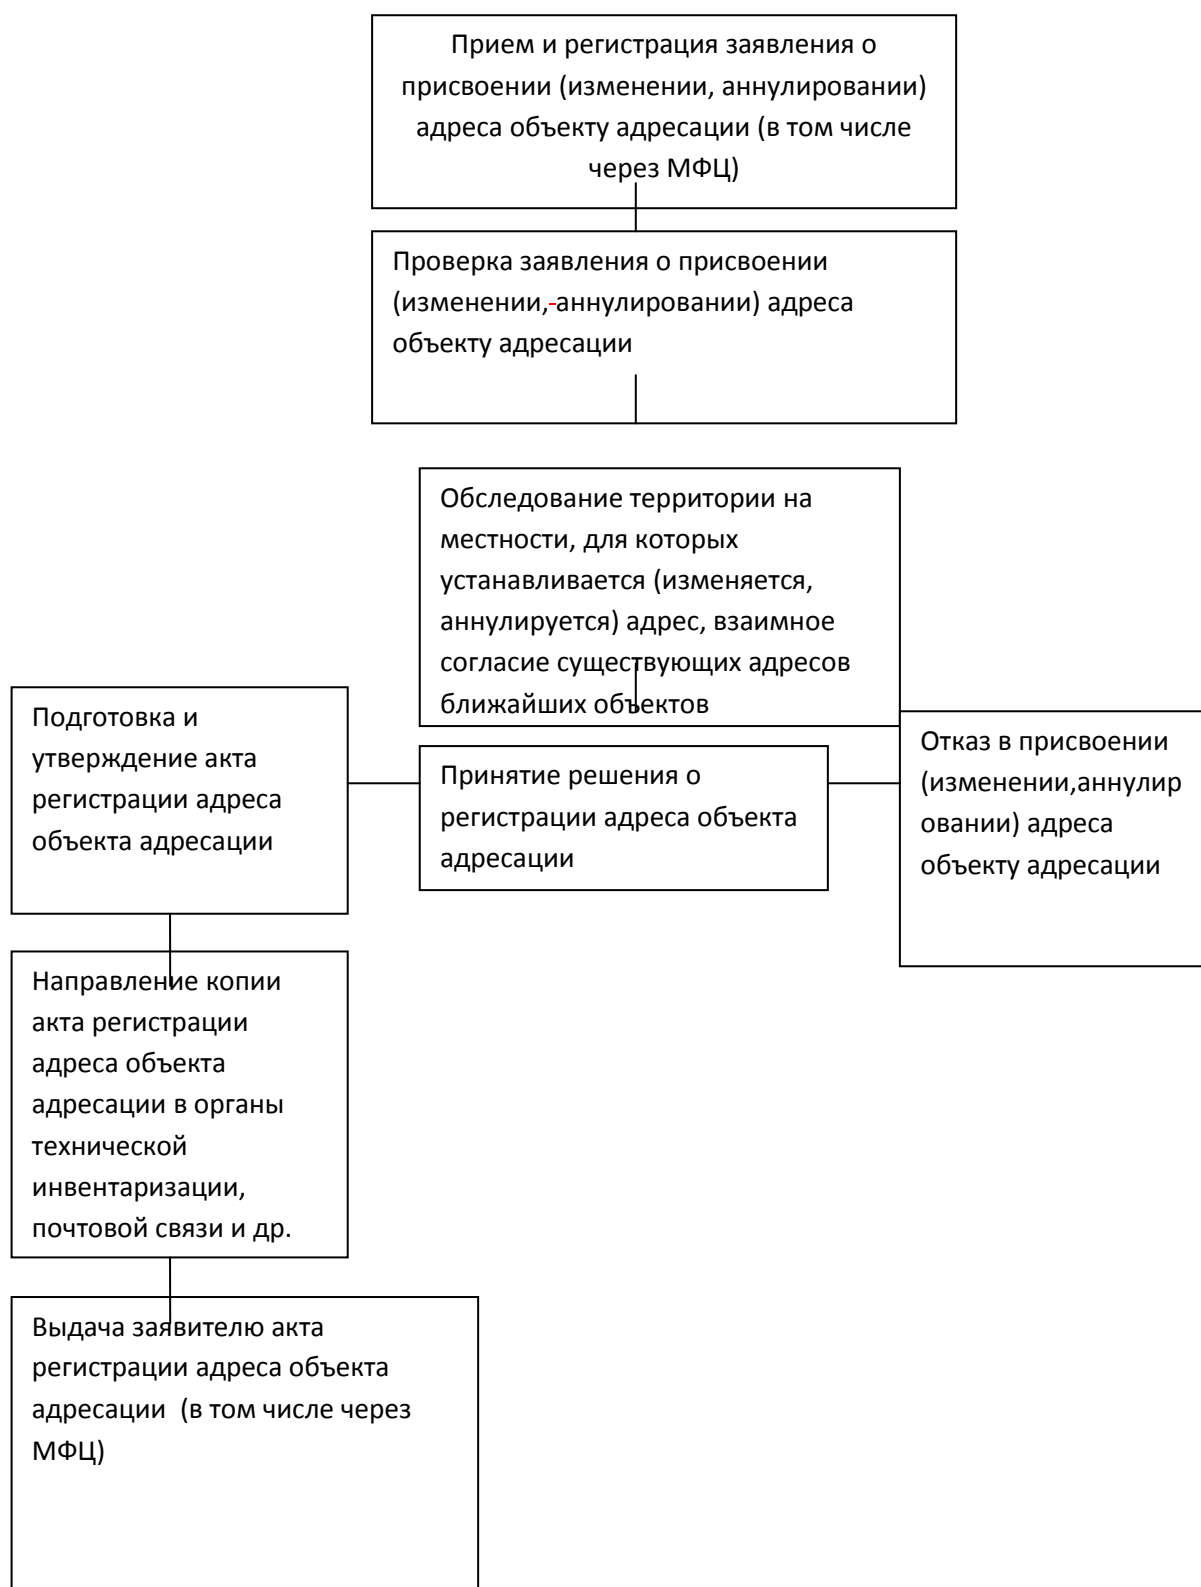 Прием и регистрация заявления о
присвоении (изменении, аннулировании)
адреса объекту адресации (в том числе
через МФЦ)
Проверка заявления о присвоении
(изменении, аннулировании) адреса
объекту адресации
Обследование территории на
местности, для которых
устанавливается (изменяется,
аннулируется) адрес, взаимное
согласие существующих адресов
ближайших объектов
Подготовка и
утверждение акта
регистрации адреса
объекта адресации
Принятие решения о
регистрации адреса объекта
адресации
Отказ в присвоении
(изменении,аннулир
овании) адреса
объекту адресации
Направление копии
акта регистрации
адреса объекта
адресации в органы
технической
инвентаризации,
почтовой связи и др.
Выдача заявителю акта
регистрации адреса объекта
адресации (в том числе через
МФЦ)